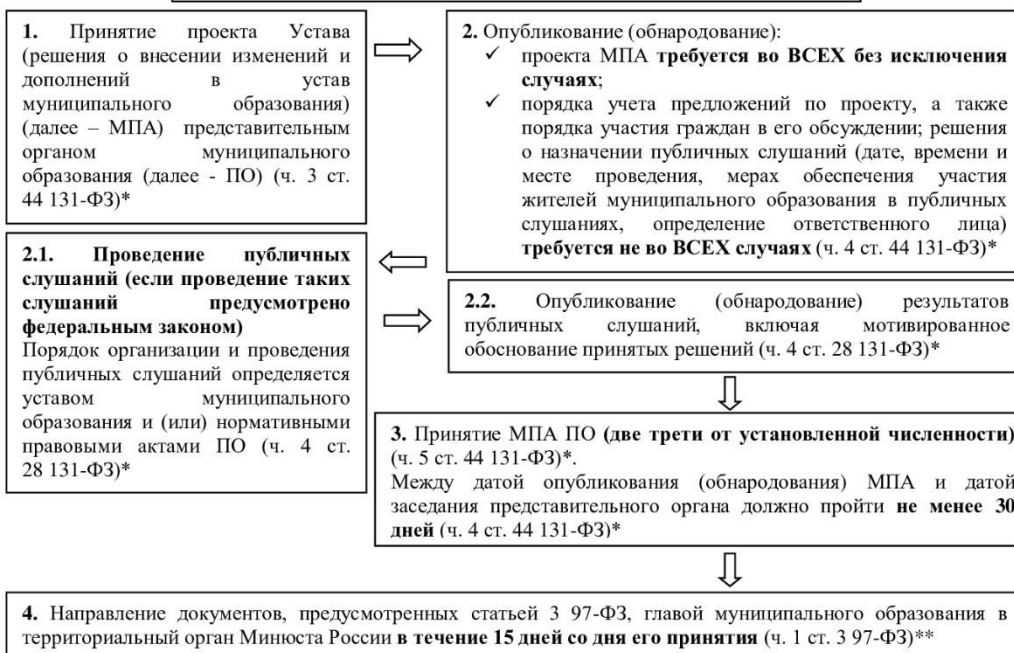 1. Принятие проекта Устава
(решения о внесении изменений и
дополнений в устав
муниципального образования)
(далее – МПА) представительным
органом муниципального
образования (далее - ПО) (ч. 3 ст.
44 131-ФЗ)*
2. Опубликование (обнародование):
✓ проекта МПА требуется во ВСЕХ без исключения
случаях;
✓ порядка учета предложений по проекту, а также
порядка участия граждан в его обсуждении; решения
о назначении публичных слушаний (дате, времени и
месте проведения, мерах обеспечения участия
жителей муниципального образования в публичных
слушаниях, определение ответственного лица)
требуется не во ВСЕХ случаях (ч. 4 ст. 44 131-ФЗ)*
2.1. Проведение публичных
слушаний (если проведение таких
слушаний предусмотрено
федеральным законом)
Порядок организации и проведения
публичных слушаний определяется
уставом муниципального
образования и (или) нормативными
правовыми актами ПО (ч. 4 ст.
28 131-ФЗ)*
2.2. Опубликование (обнародование) результатов
публичных слушаний, включая мотивированное
обоснование принятых решений (ч. 4 ст. 28 131-ФЗ)*
3. Принятие МПА ПО (две трети от установленной численности)
(ч. 5 ст. 44 131-ФЗ)*.
Между датой опубликования (обнародования) МПА и датой
заседания представительного органа должно пройти не менее 30
дней (ч. 4 ст. 44 131-ФЗ)*
4. Направление документов, предусмотренных статьей 3 97-ФЗ, главой муниципального образования в
территориальный орган Минюста России в течение 15 дней со дня его принятия (ч. 1 ст. 3 97-ФЗ)**